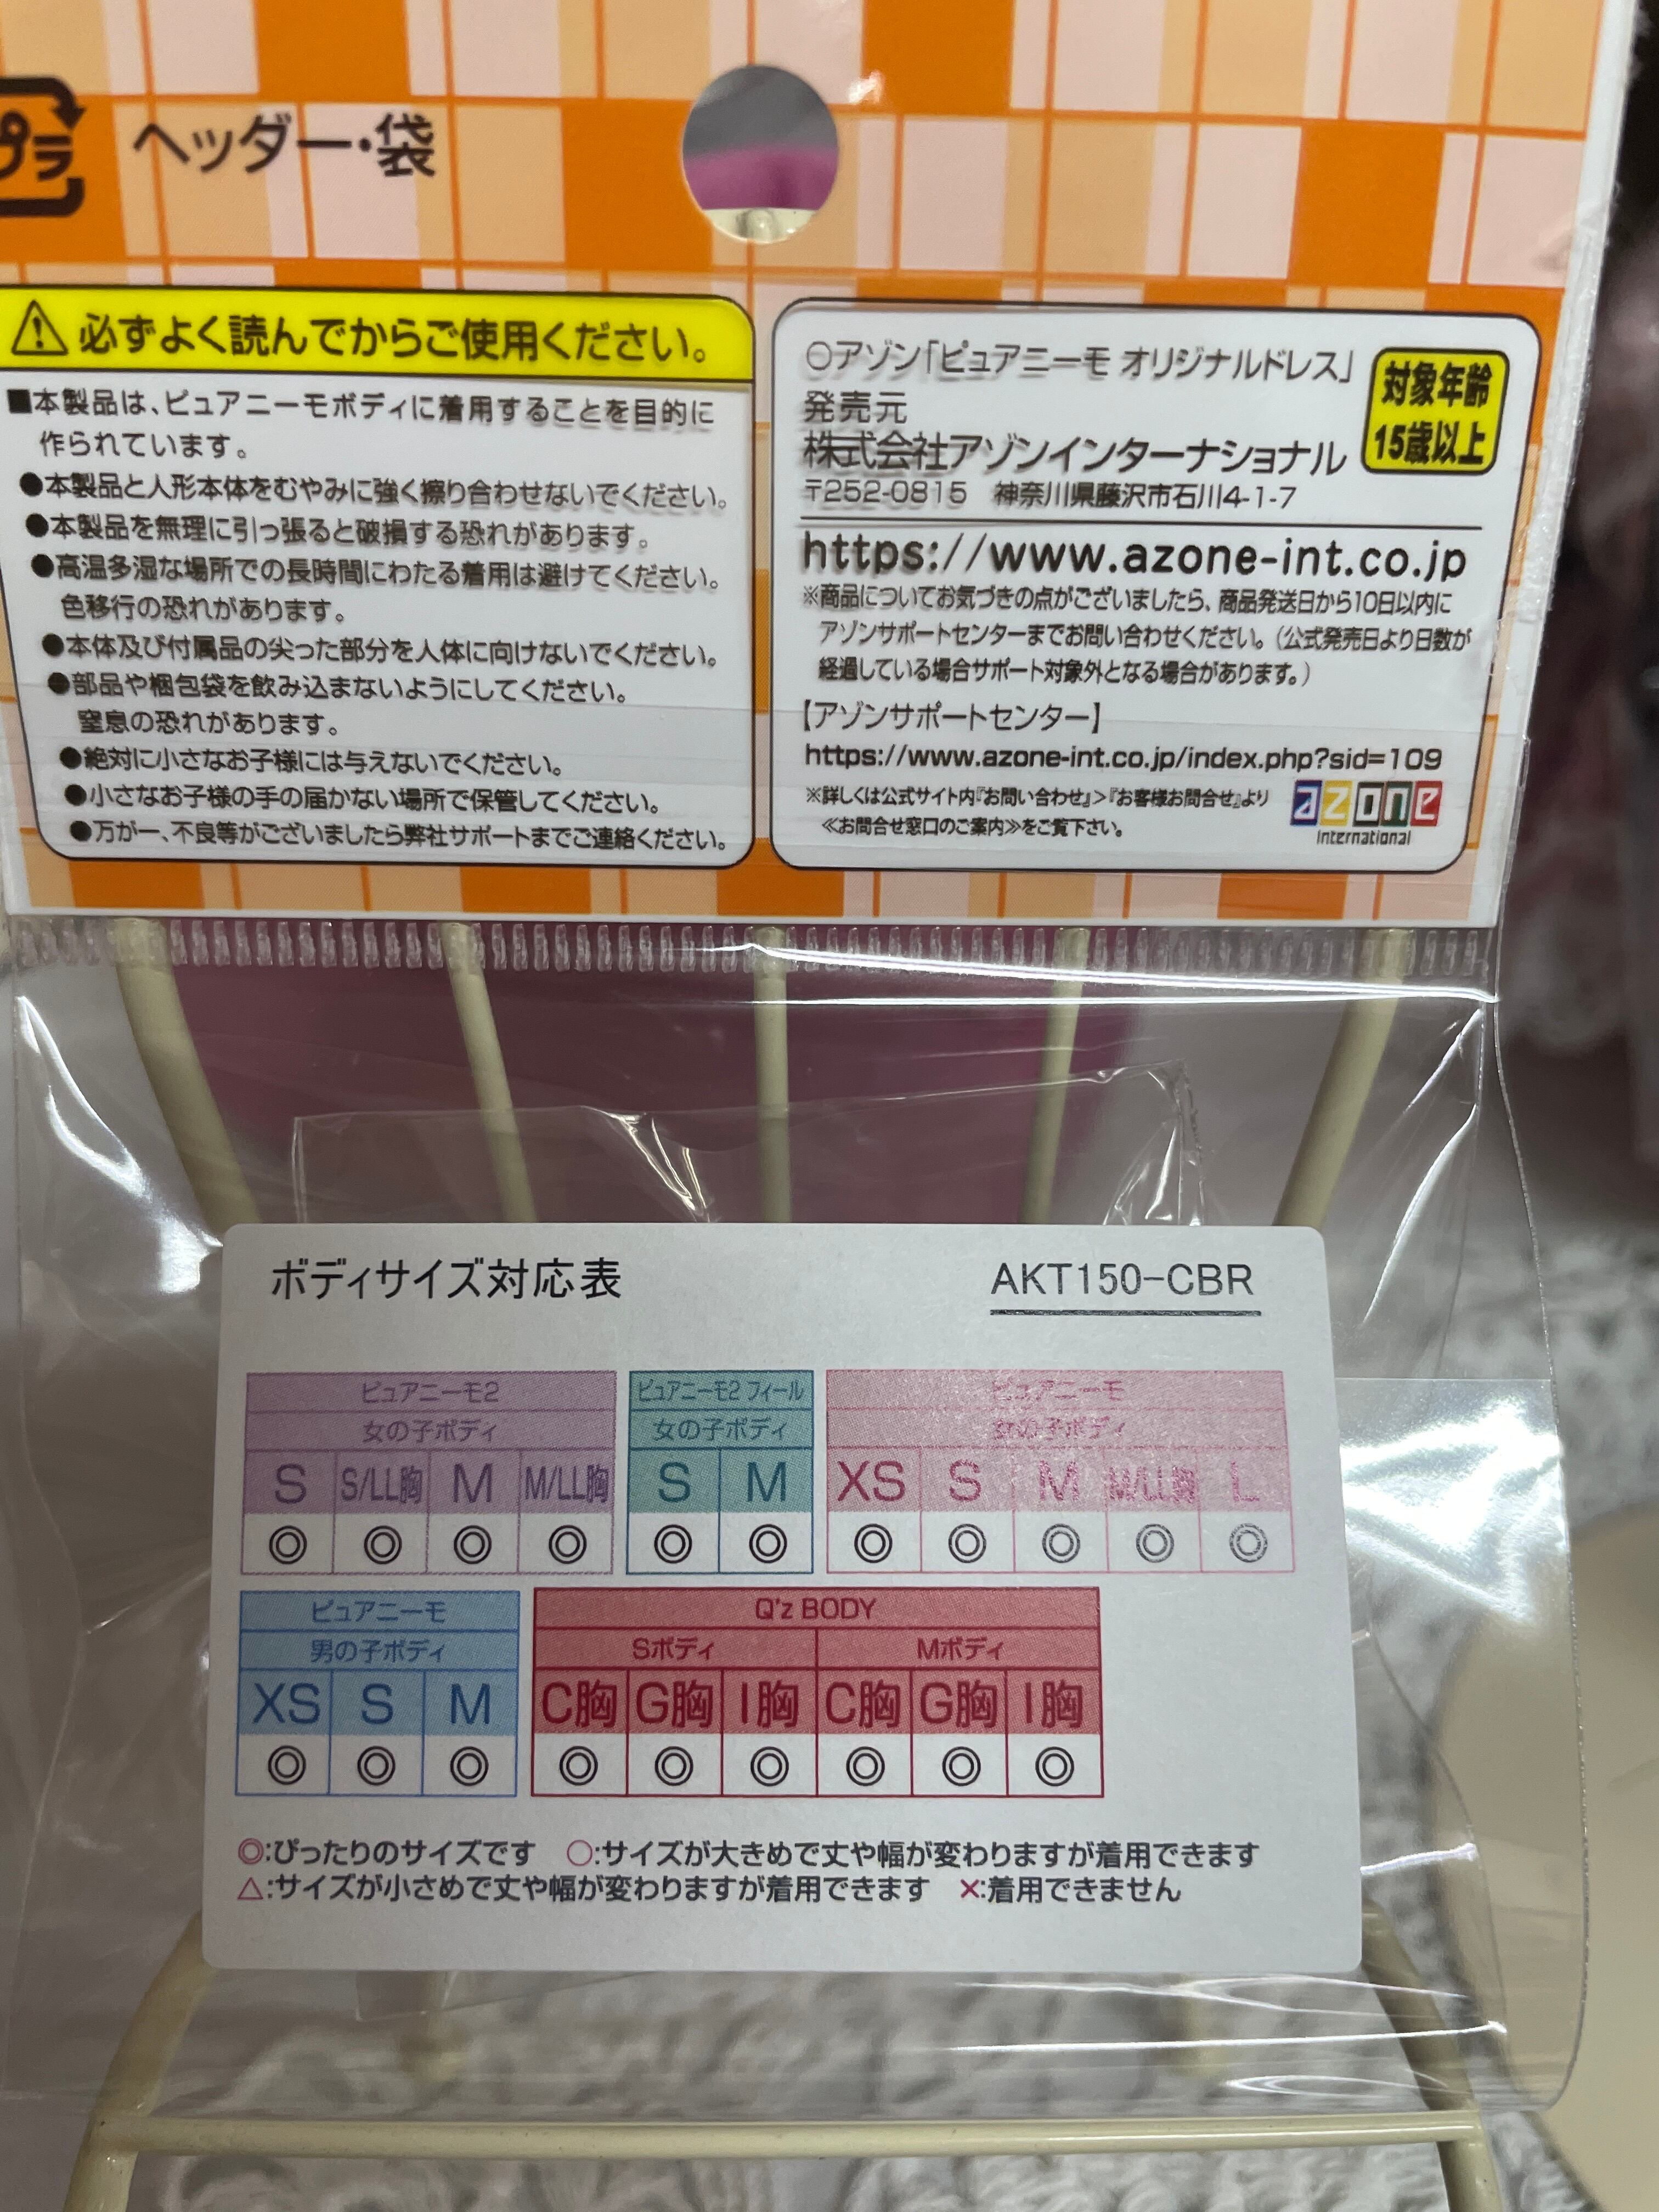 プラ
ヘッダー・袋
必ずよく読んでからご使用ください。
■本製品は、ピュアニーモボディに着用することを目的に
作られています。
●本製品と人形本体をむやみに強く擦り合わせないでください。
●本製品を無理に引っ張ると破損する恐れがあります。
●高温多湿な場所での長時間にわたる着用は避けてください。
色移行の恐れがあります。
●本体及び付属品の尖った部分を人体に向けないでください。
●部品や梱包袋を飲み込まないようにしてください。
窒息の恐れがあります。
●絶対に小さなお子様には与えないでください。
●小さなお子様の手の届かない場所で保管してください。
●万が一、不良等がございましたら弊社サポートまでご連絡ください。
○アゾン「ピュアニーモ オリジナルドレス」
発売元
株式会社アゾンインターナショナル
〒252-0815 神奈川県藤沢市石川4-1-7
対象年齢
15歳以上
https://www.azone-int.co.jp
※商品についてお気づきの点がございましたら、商品発送日から10日以内に
アゾンサポートセンターまでお問い合わせください。（公式発売日より日数が
経過している場合サポート対象外となる場合があります。）
【アゾンサポートセンター】
https://www.azone-int.co.jp/index.php?sid=109
※詳しくは公式サイト内『お問い合わせ』>『お客様お問合せ』より
≪お問合せ窓口のご案内≫をご覧下さい。
azone
international
ボディサイズ対応表 AKT150-CBR
ピュアニーモ2 ピュアニーモ2 フィール ピュアニーモ
女の子ボディ 女の子ボディ 女の子ボディ
S S/LL胸 M M/LL胸 S M XS S M M/LL胸 L
◎ ◎ ◎ ◎ ◎ ◎ ◎ ◎ ◎ ◎ ◎
ピュアニーモ Q'z BODY
男の子ボディ Sボディ Mボディ
XS S M C胸 G胸 I胸 C胸 G胸 I胸
◎ ◎ ◎ ◎ ◎ ◎ ◎ ◎ ◎
◎:ぴったりのサイズです ○:サイズが大きめで丈や幅が変わりますが着用できます
△:サイズが小さめで丈や幅が変わりますが着用できます ×:着用できません